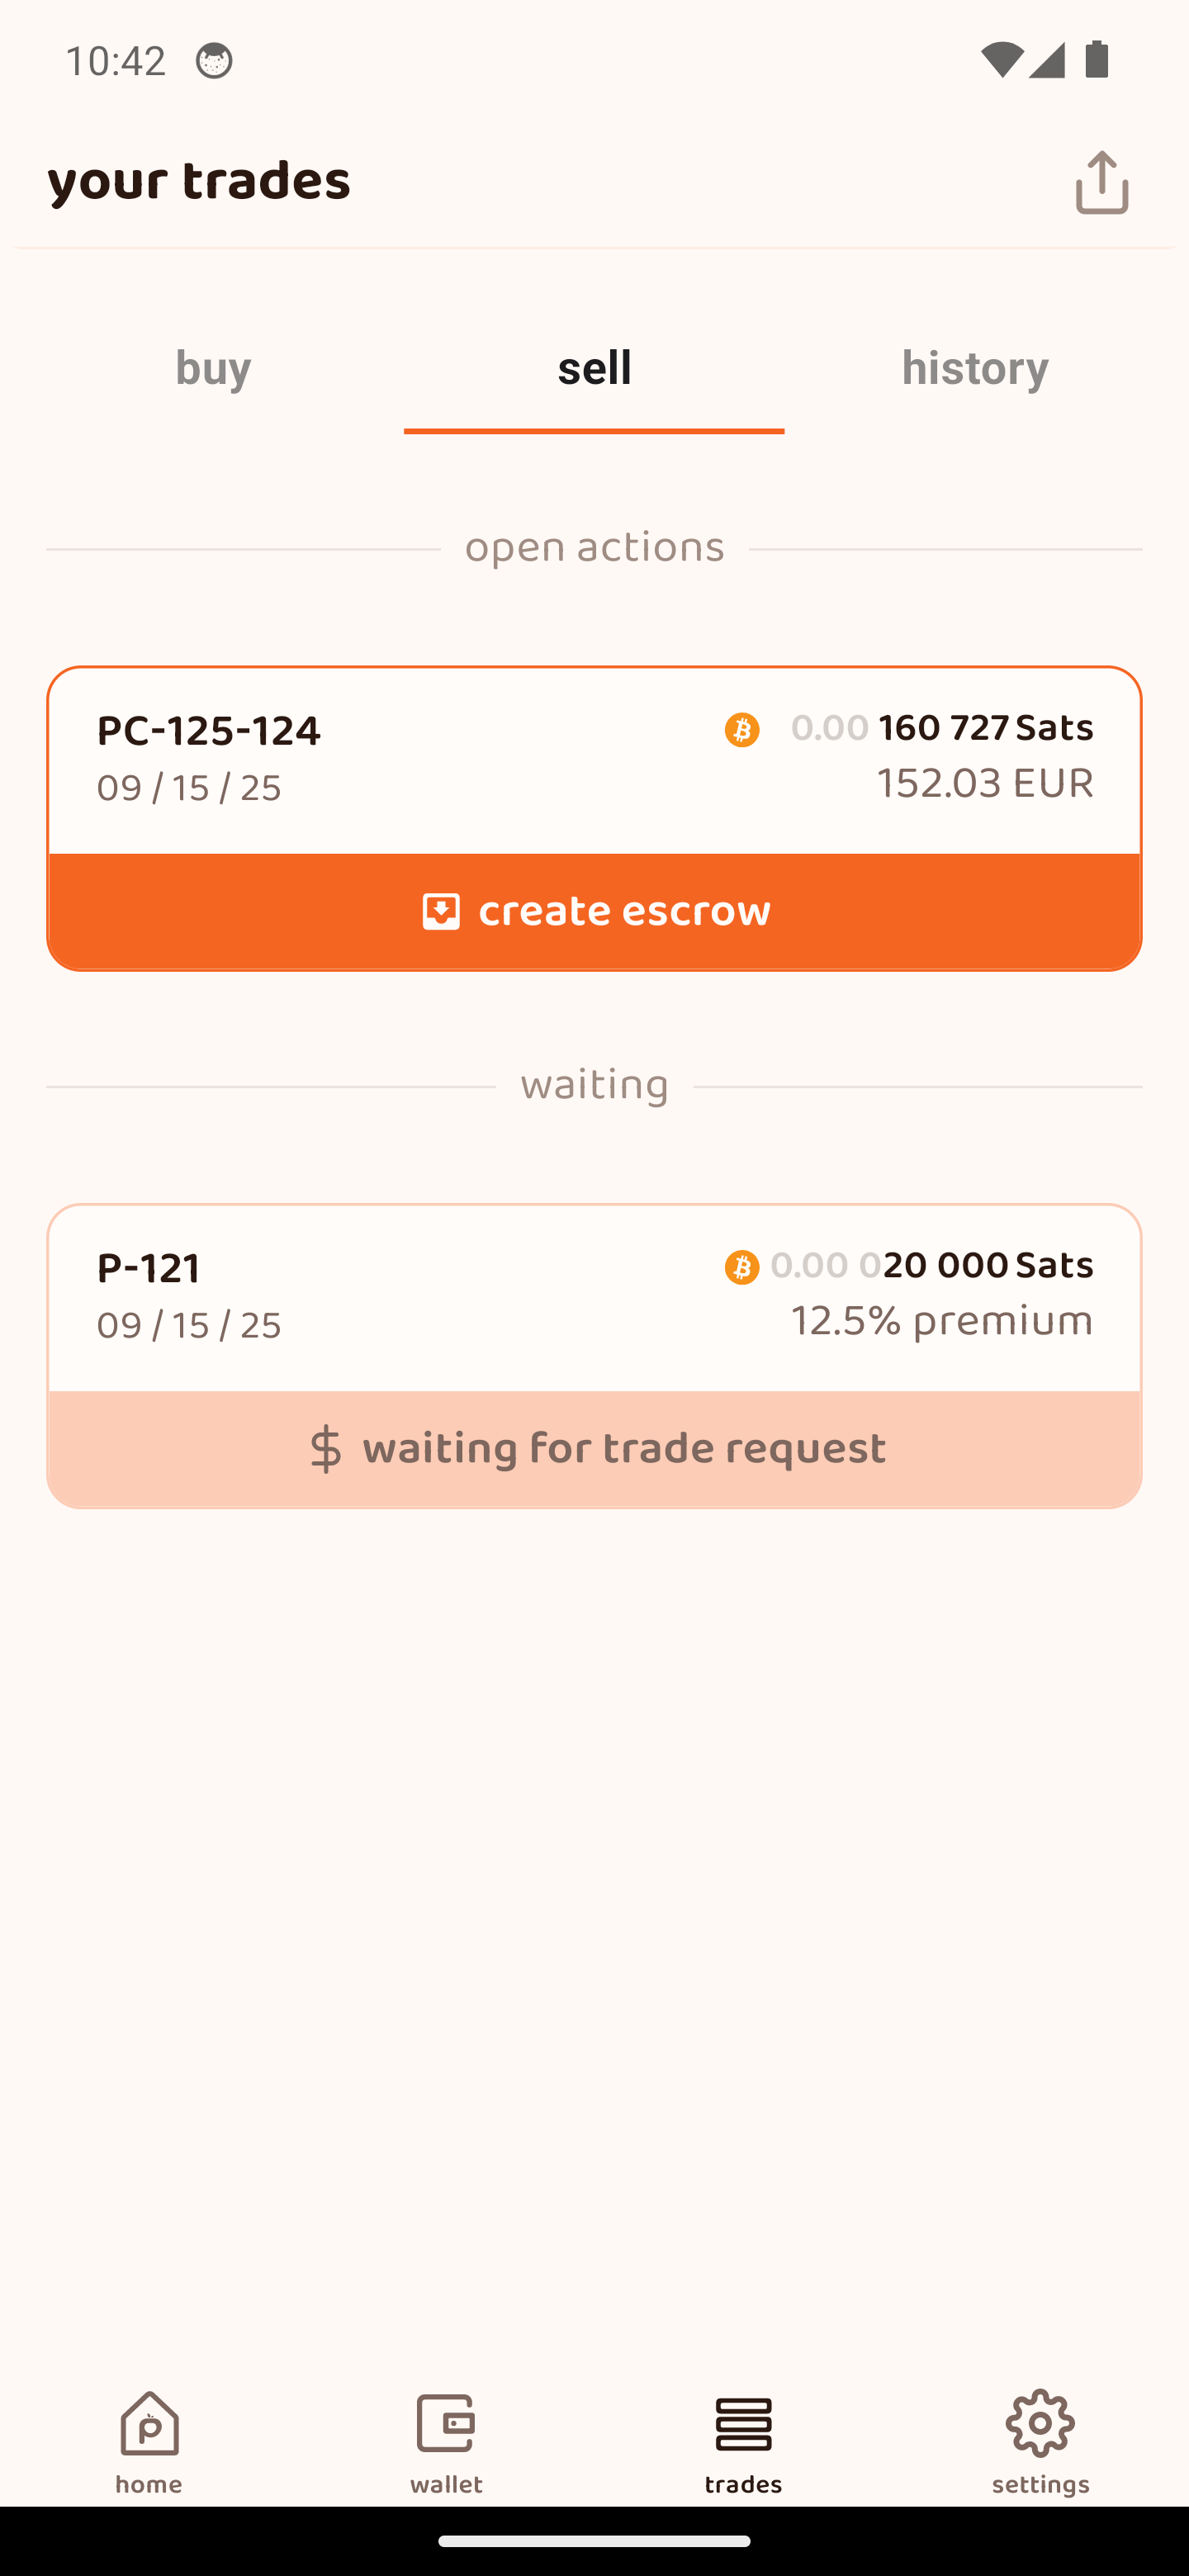 10:42
your trades
buy sell history
open actions
PC-125-124 0.00 160 727 Sats
09 / 15 / 25 152.03 EUR
create escrow
waiting
P-121 0.00 020 000 Sats
09 / 15 / 25 12.5% premium
$ waiting for trade request
home wallet trades settings